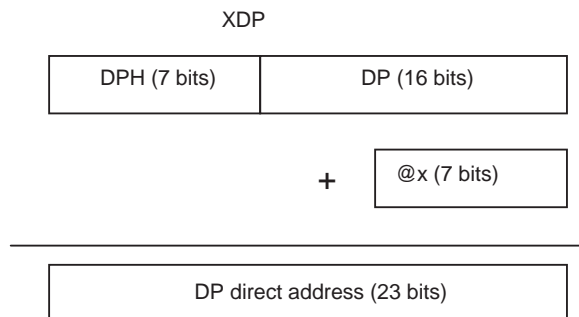 XDP
DPH (7 bits) DP (16 bits)
+ @x (7 bits)
DP direct address (23 bits)